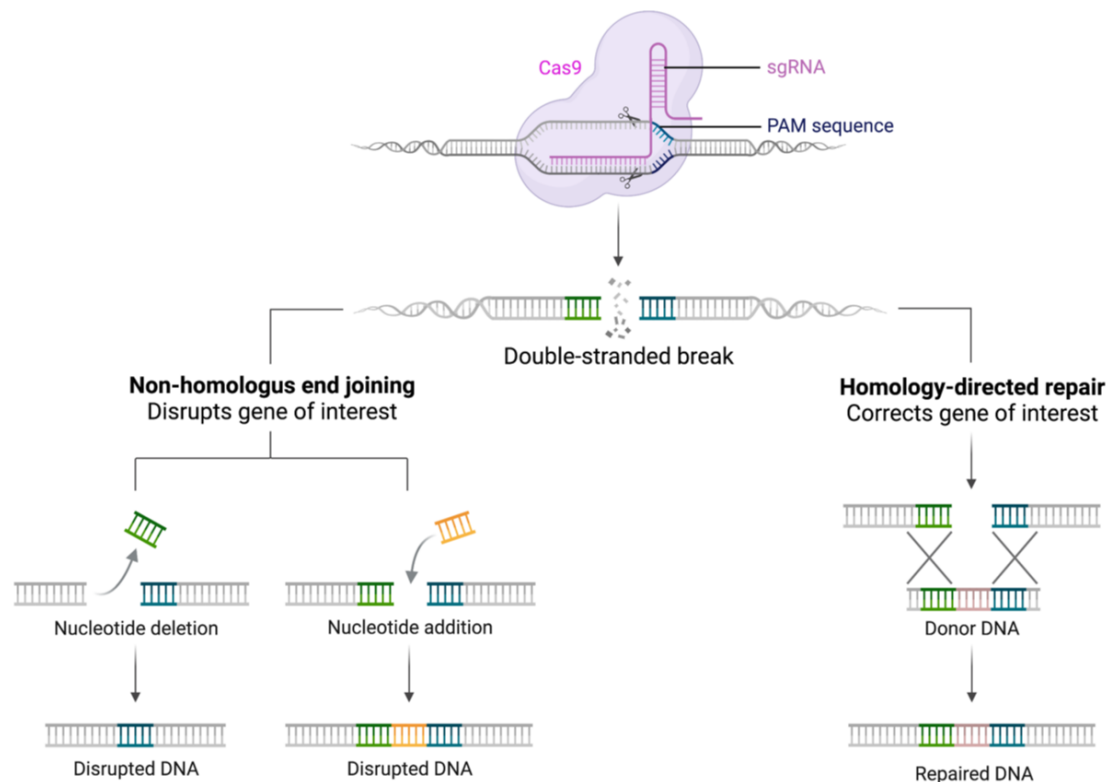 Cas9
sgRNA
PAM sequence
Double-stranded break
Non-homologus end joining
Disrupts gene of interest
Homology-directed repair
Corrects gene of interest
Nucleotide deletion
Nucleotide addition
Donor DNA
Disrupted DNA
Disrupted DNA
Repaired DNA